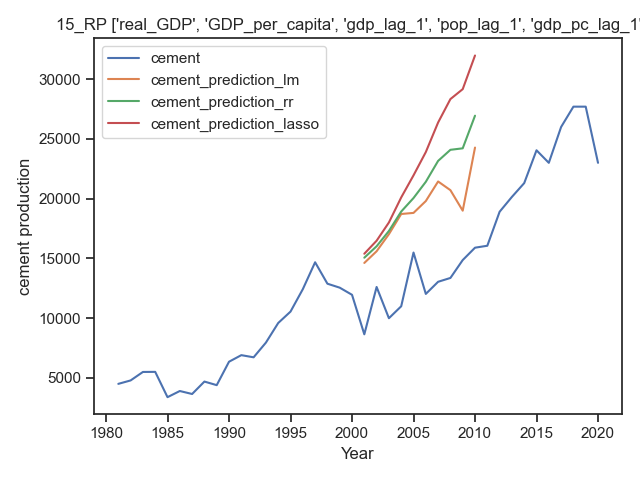 15_RP ['real_GDP', 'GDP_per_capita', 'gdp_lag_1', 'pop_lag_1', 'gdp_pc_lag_1'
cement
cement_prediction_lm
cement_prediction_rr
cement_prediction_lasso
30000
25000
20000
15000
10000
5000
cement production
1980 1985 1990 1995 2000 2005 2010 2015 2020
Year